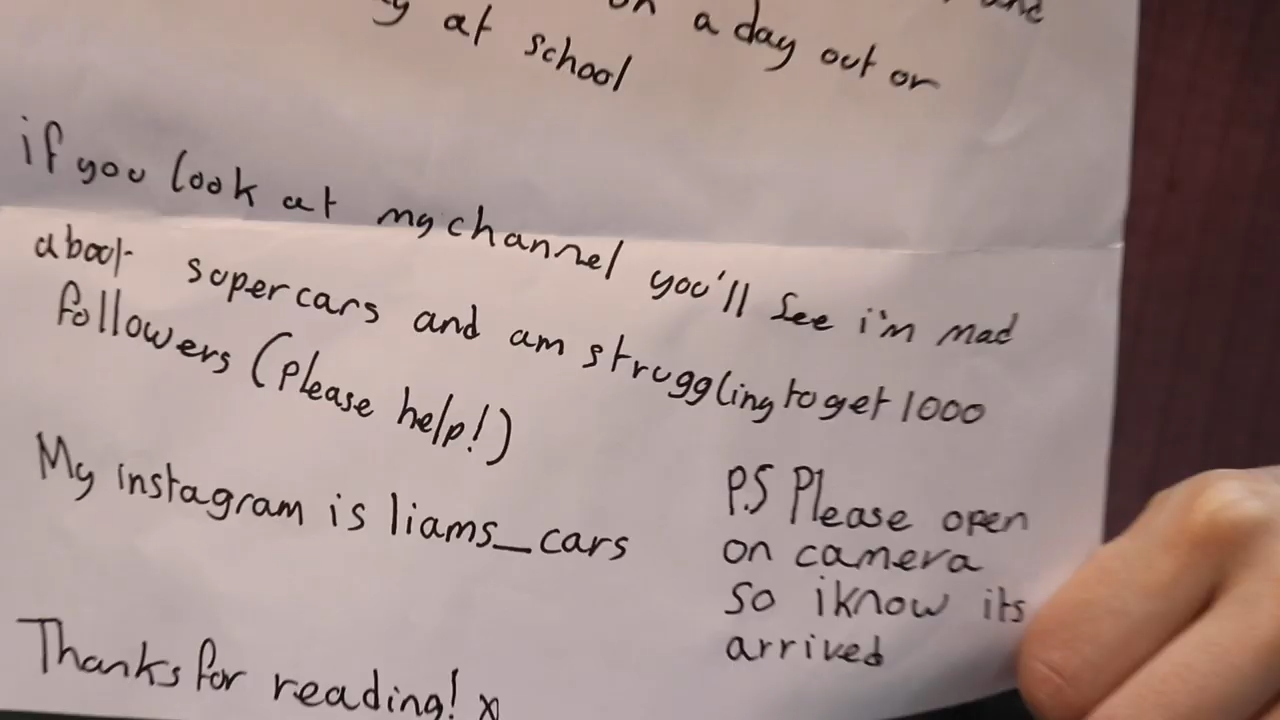 on a day out or
at school
if you look at my channel you'll see i'm mad
about supercars and am struggling to get 1000
followers (please help!)
My instagram is liams_cars
P.S Please open
on camera
so i know its
arrived
Thanks for reading! x